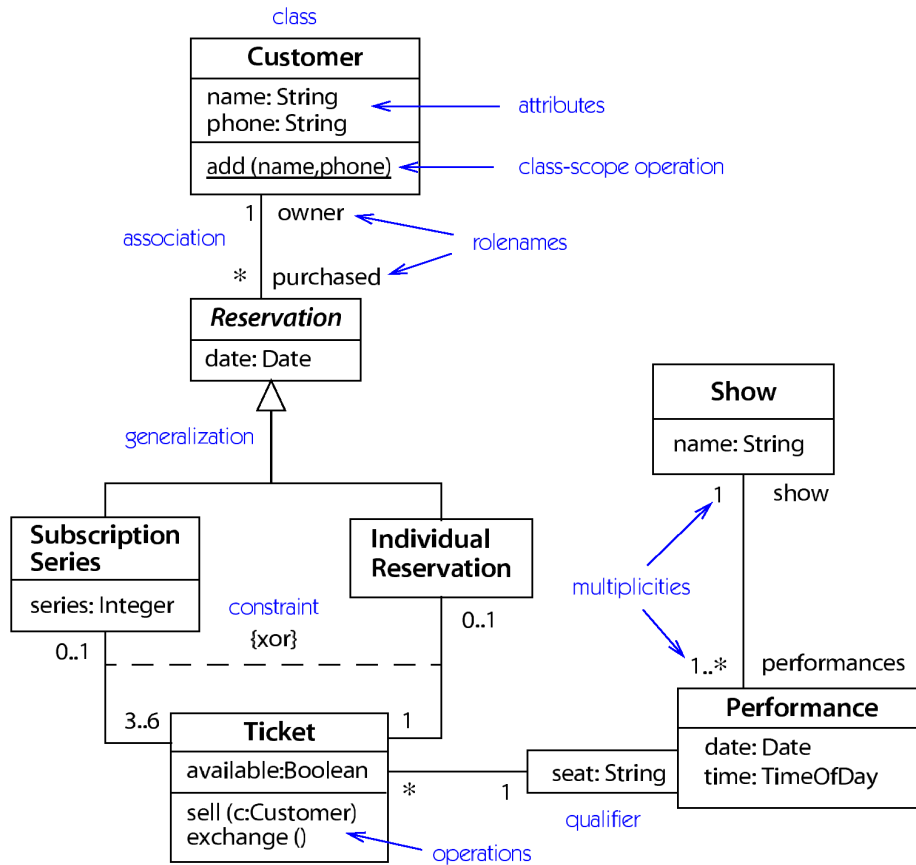 class
Customer
name: String
phone: String
attributes
add (name,phone)
class-scope operation
1 owner
association
rolenames
* purchased
Reservation
date: Date
generalization
Show
name: String
1 show
Subscription
Series
series: Integer
Individual
Reservation
multiplicities
constraint
{xor}
0..1
0..1
1..* performances
3..6
1
Ticket
available:Boolean
sell (c:Customer)
exchange ()
operations
*
1
seat: String
qualifier
Performance
date: Date
time: TimeOfDay